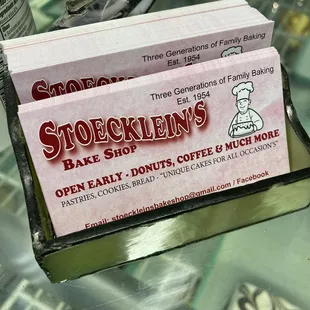 Three Generations of Family Baking
Est. 1954
Three Generations of Family Baking
Est. 1954
STOECKLEIN'S
BAKE SHOP
OPEN EARLY - DONUTS, COFFEE & MUCH MORE
PASTRIES, COOKIES, BREAD - "UNIQUE CAKES FOR ALL OCCASION'S"
Email: stoeckleinsbakeshop@gmail.com / Facebook